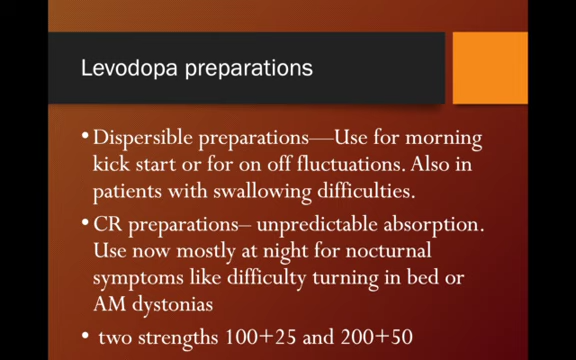 Levodopa preparations
•Dispersible preparations—Use for morning
kick start or for on off fluctuations. Also in
patients with swallowing difficulties.
•CR preparations– unpredictable absorption.
Use now mostly at night for nocturnal
symptoms like difficulty turning in bed or
AM dystonias
• two strengths 100+25 and 200+50